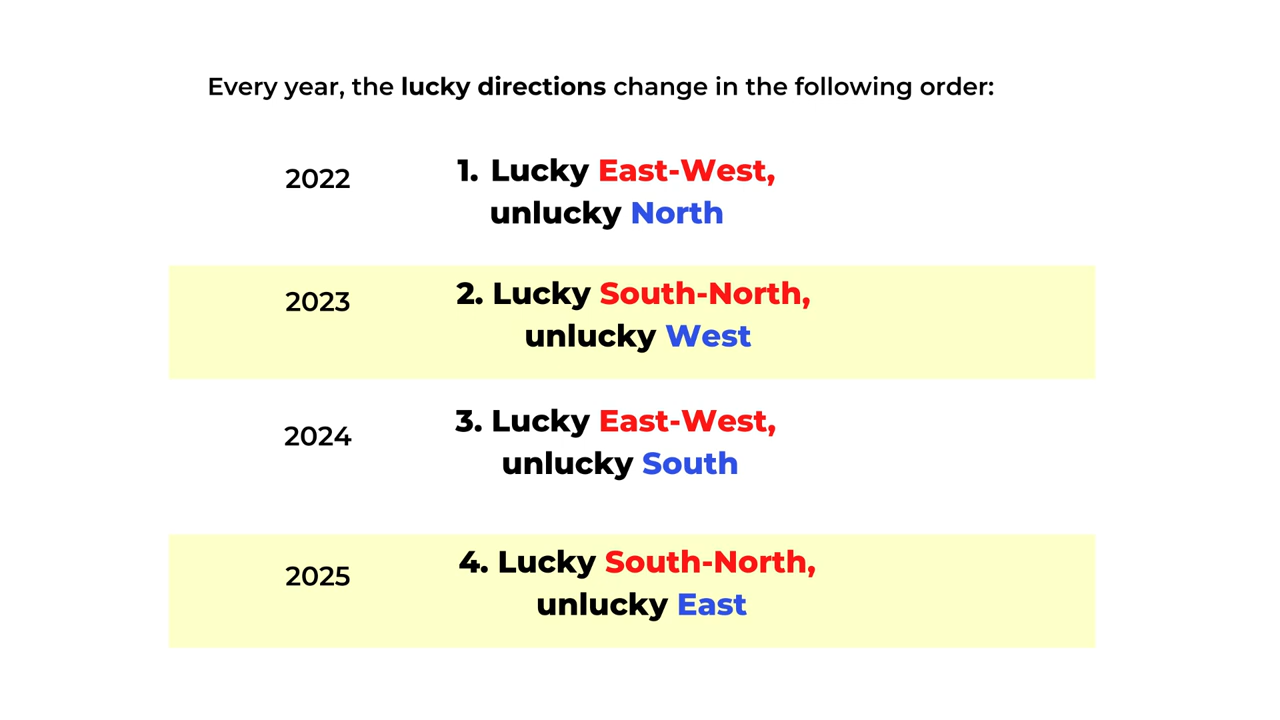 Every year, the lucky directions change in the following order:
2022
1. Lucky East-West,
unlucky North
2023
2. Lucky South-North,
unlucky West
2024
3. Lucky East-West,
unlucky South
2025
4. Lucky South-North,
unlucky East